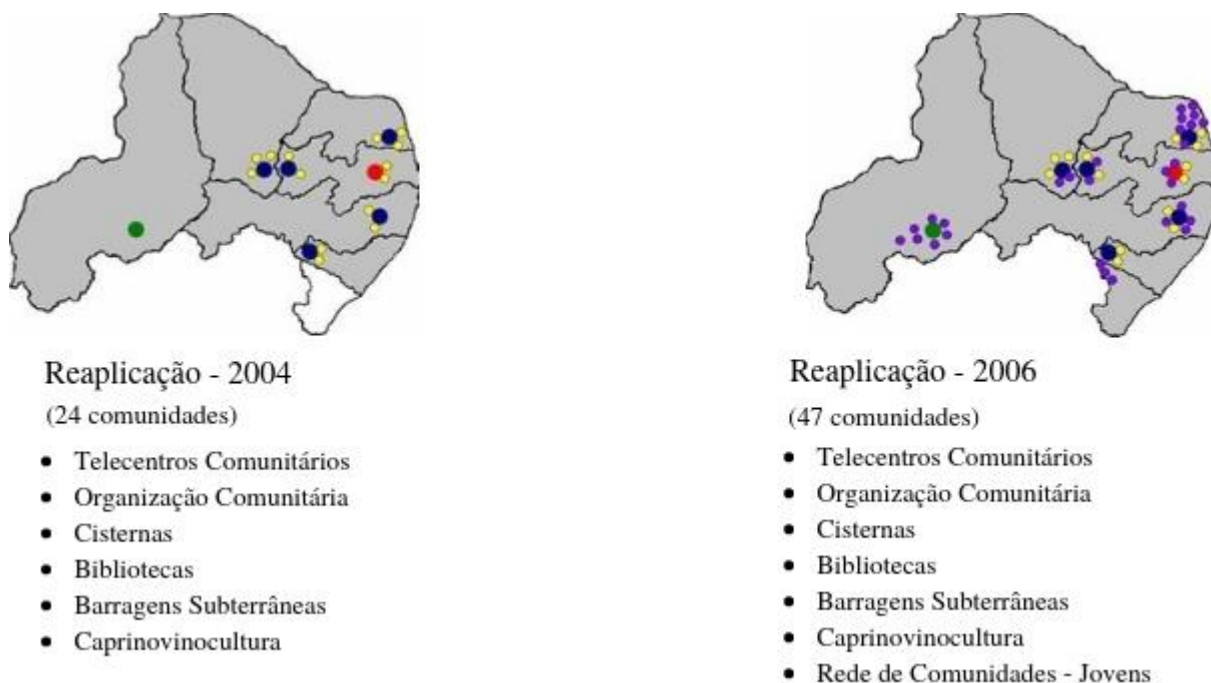 Reaplicação - 2004
(24 comunidades)
• Telecentros Comunitários
• Organização Comunitária
• Cisternas
• Bibliotecas
• Barragens Subterrâneas
• Caprinovinocultura
Reaplicação - 2006
(47 comunidades)
• Telecentros Comunitários
• Organização Comunitária
• Cisternas
• Bibliotecas
• Barragens Subterrâneas
• Caprinovinocultura
• Rede de Comunidades - Jovens